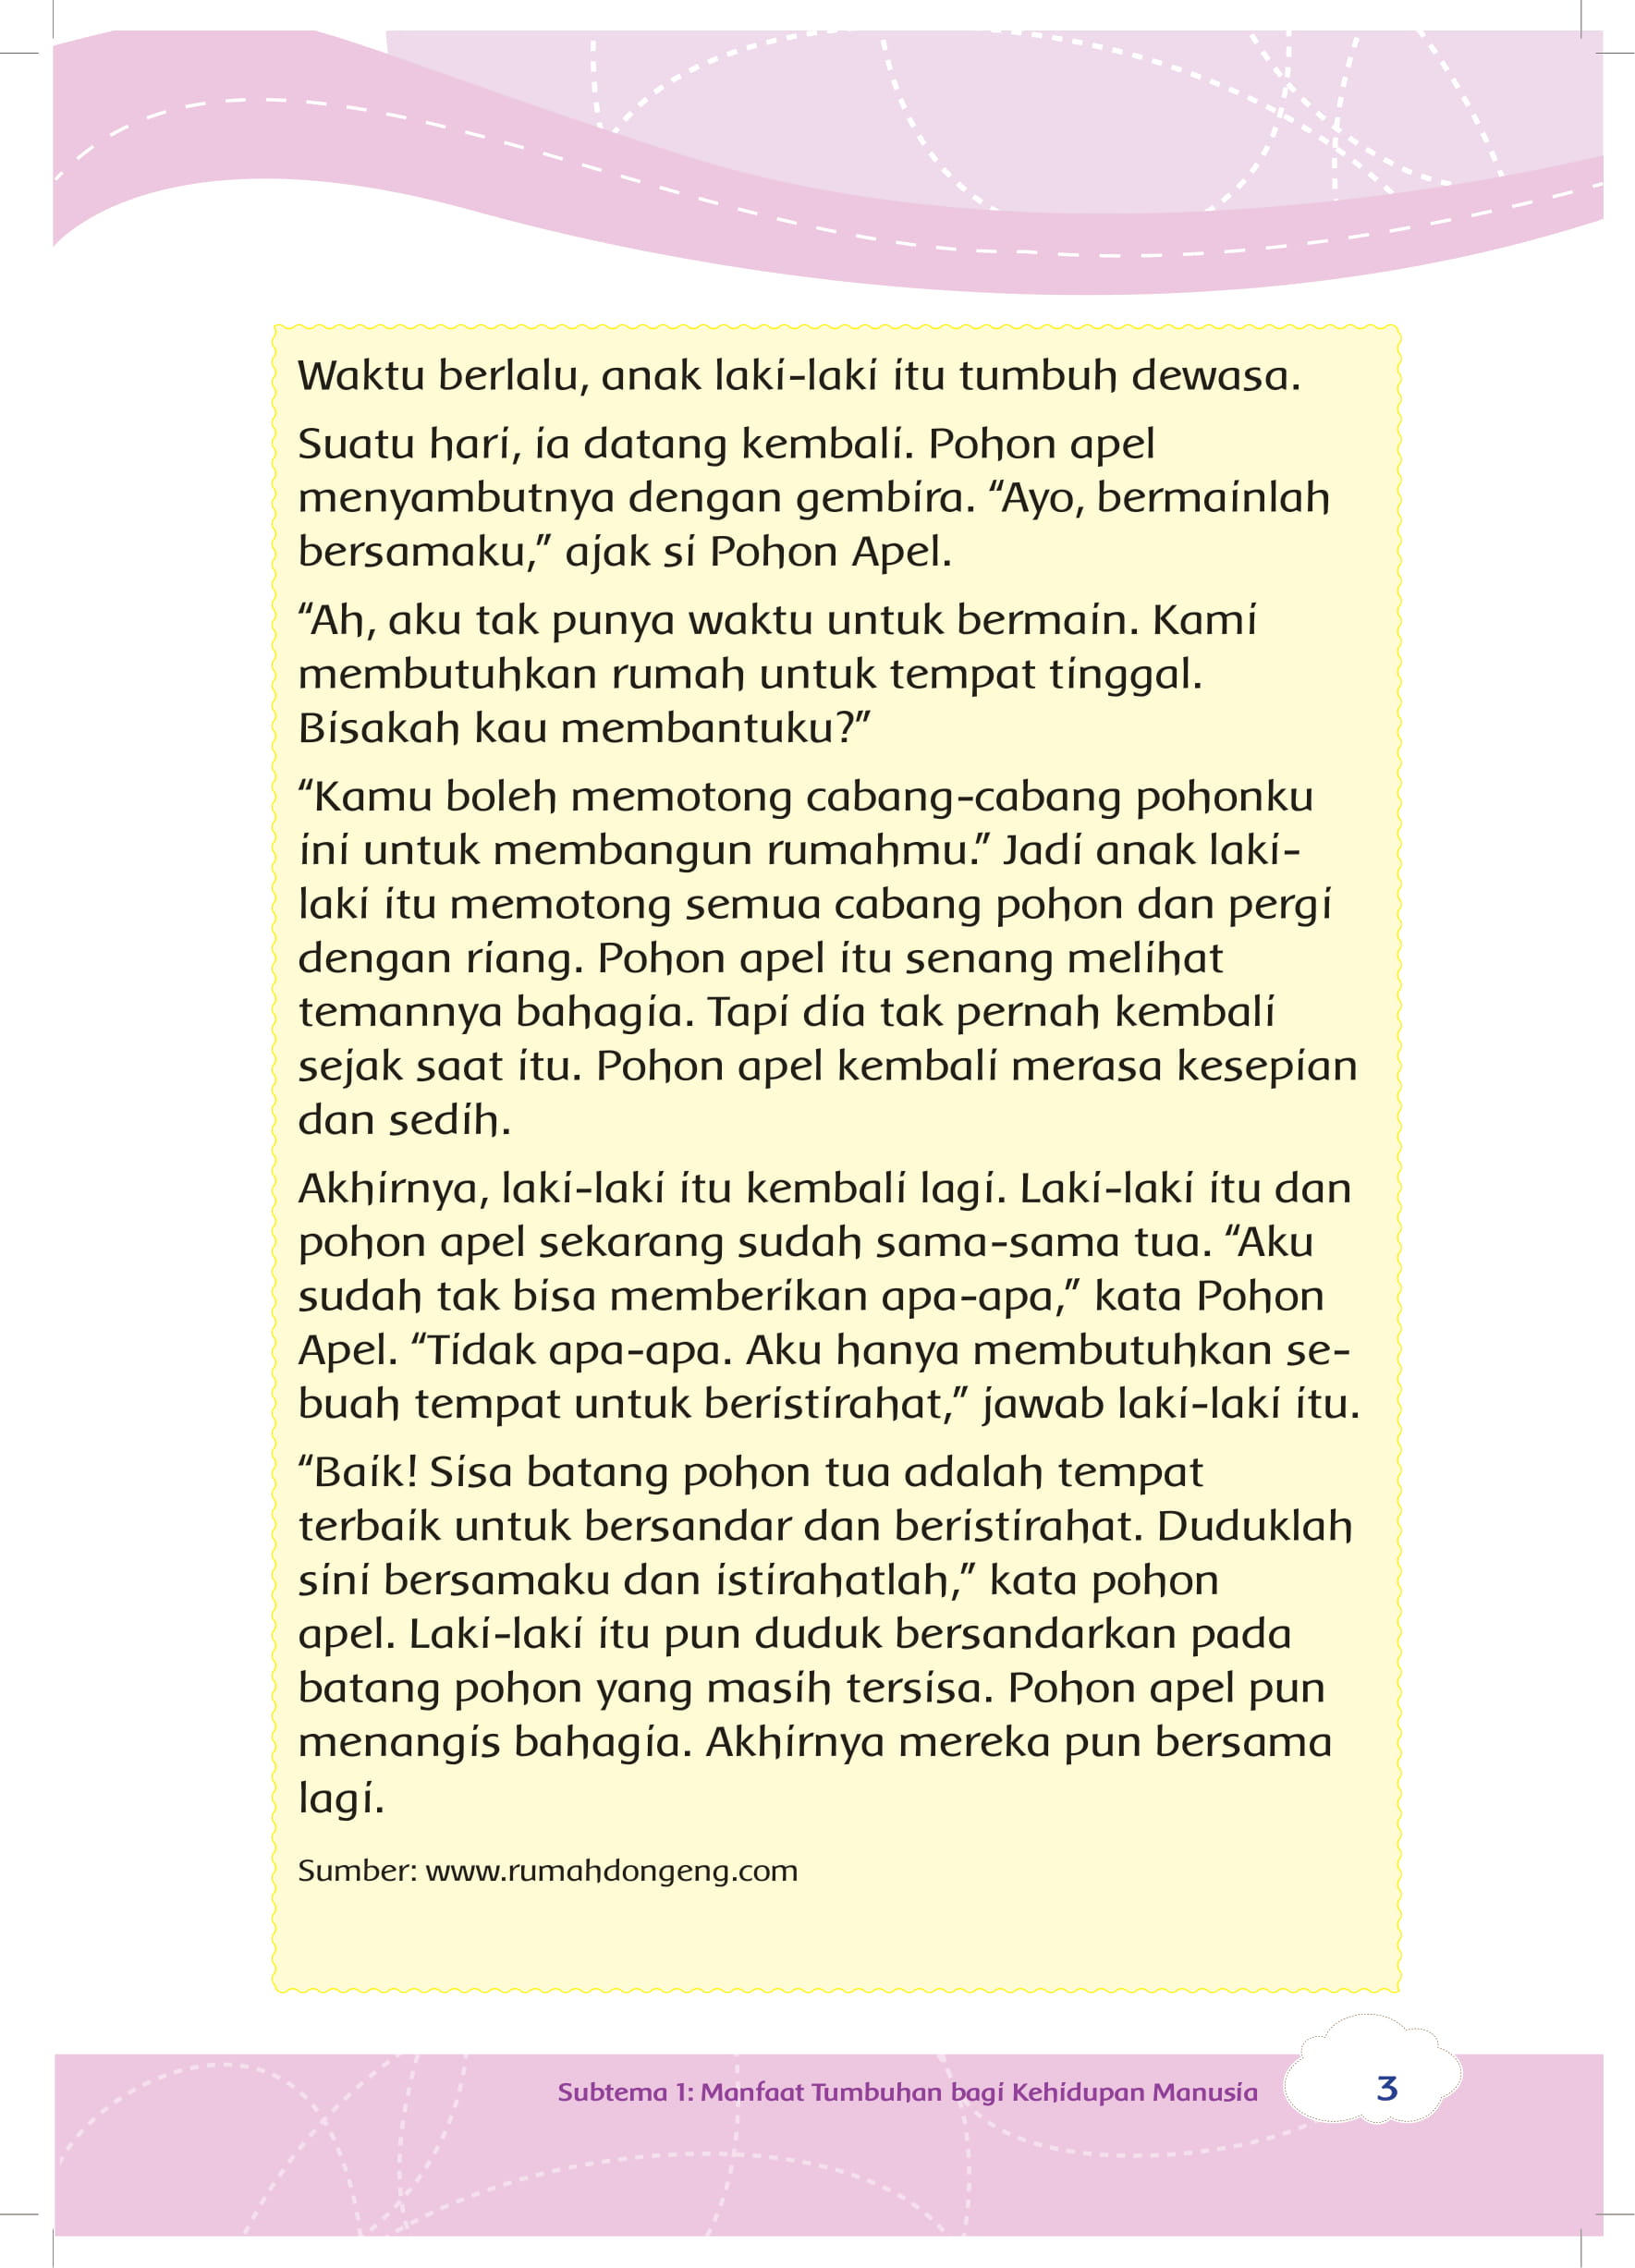 Waktu berlalu, anak laki-laki itu tumbuh dewasa.
Suatu hari, ia datang kembali. Pohon apel
menyambutnya dengan gembira. “Ayo, bermainlah
bersamaku,” ajak si Pohon Apel.
“Ah, aku tak punya waktu untuk bermain. Kami
membutuhkan rumah untuk tempat tinggal.
Bisakah kau membantuku?”
“Kamu boleh memotong cabang-cabang pohonku
ini untuk membangun rumahmu.” Jadi anak laki-
laki itu memotong semua cabang pohon dan pergi
dengan riang. Pohon apel itu senang melihat
temannya bahagia. Tapi dia tak pernah kembali
sejak saat itu. Pohon apel kembali merasa kesepian
dan sedih.
Akhirnya, laki-laki itu kembali lagi. Laki-laki itu dan
pohon apel sekarang sudah sama-sama tua. “Aku
sudah tak bisa memberikan apa-apa,” kata Pohon
Apel. “Tidak apa-apa. Aku hanya membutuhkan se-
buah tempat untuk beristirahat,” jawab laki-laki itu.
“Baik! Sisa batang pohon tua adalah tempat
terbaik untuk bersandar dan beristirahat. Duduklah
sini bersamaku dan istirahatlah,” kata pohon
apel. Laki-laki itu pun duduk bersandarkan pada
batang pohon yang masih tersisa. Pohon apel pun
menangis bahagia. Akhirnya mereka pun bersama
lagi.
Sumber: www.rumahdongeng.com
Subtema 1: Manfaat Tumbuhan bagi Kehidupan Manusia
3